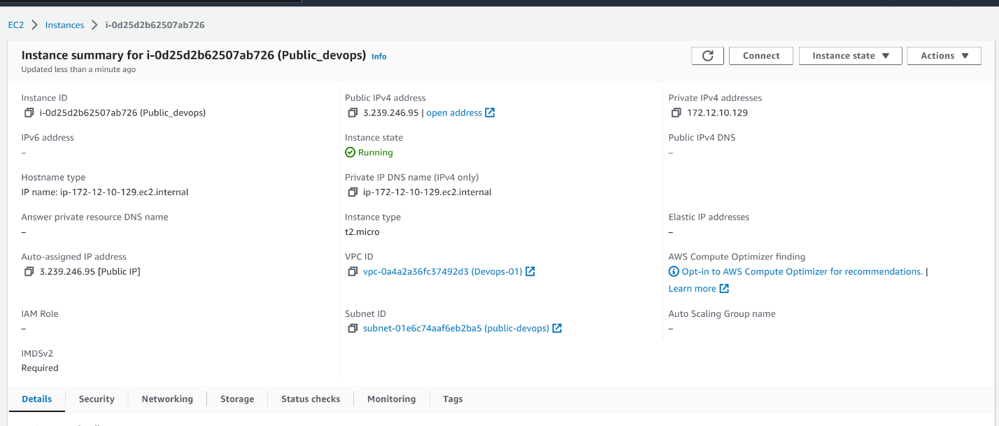 EC2 > Instances > i-0d25d2b62507ab726
Instance summary for i-0d25d2b62507ab726 (Public_devops) Info
Updated less than a minute ago
Connect
Instance state
Actions
Instance ID
i-0d25d2b62507ab726 (Public_devops)
Public IPv4 address
3.239.246.95 | open address
Private IPv4 addresses
172.12.10.129
IPv6 address
–
Instance state
Running
Public IPv4 DNS
–
Hostname type
IP name: ip-172-12-10-129.ec2.internal
Private IP DNS name (IPv4 only)
ip-172-12-10-129.ec2.internal
Answer private resource DNS name
–
Instance type
t2.micro
Elastic IP addresses
–
Auto-assigned IP address
3.239.246.95 [Public IP]
VPC ID
vpc-0a4a2a36fc37492d3 (Devops-01)
AWS Compute Optimizer finding
Opt-in to AWS Compute Optimizer for recommendations. |
Learn more
IAM Role
–
Subnet ID
subnet-01e6c74aaf6eb2ba5 (public-devops)
Auto Scaling Group name
–
IMDSv2
Required
Details
Security
Networking
Storage
Status checks
Monitoring
Tags